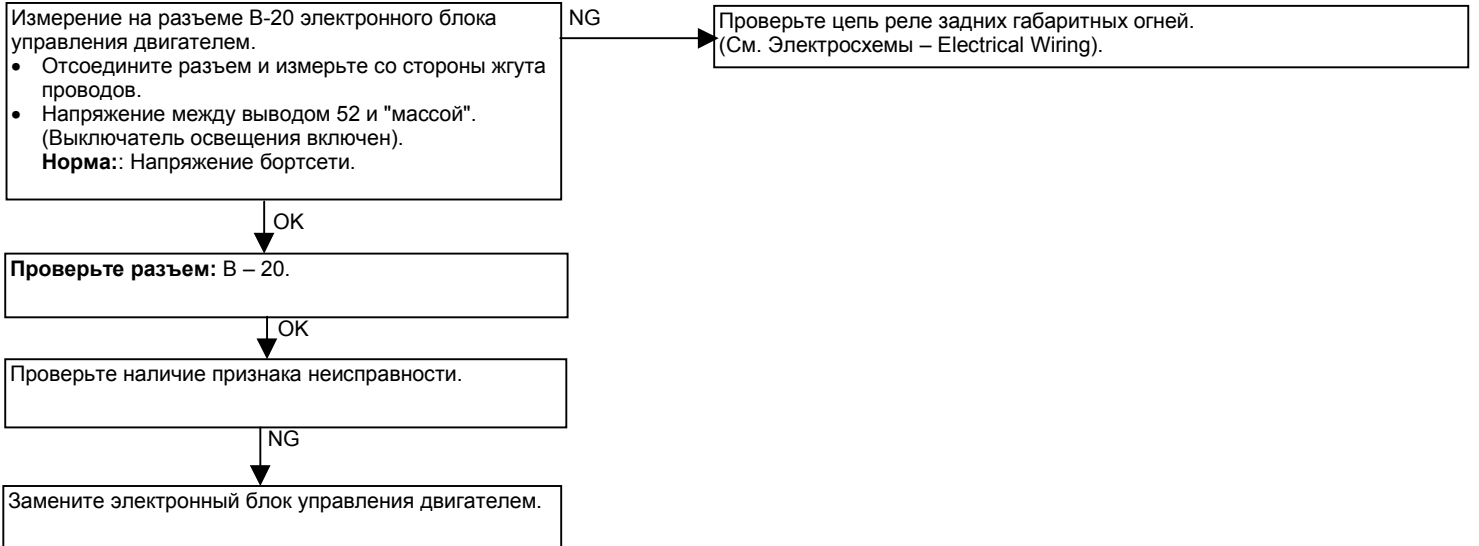 Измерение на разъеме B-20 электронного блока
управления двигателем.
• Отсоедините разъем и измерьте со стороны жгута
проводов.
• Напряжение между выводом 52 и "массой".
(Выключатель освещения включен).
Норма:: Напряжение бортсети.
NG
Проверьте цепь реле задних габаритных огней.
(См. Электросхемы – Electrical Wiring).
OK
Проверьте разъем: B – 20.
OK
Проверьте наличие признака неисправности.
NG
Замените электронный блок управления двигателем.